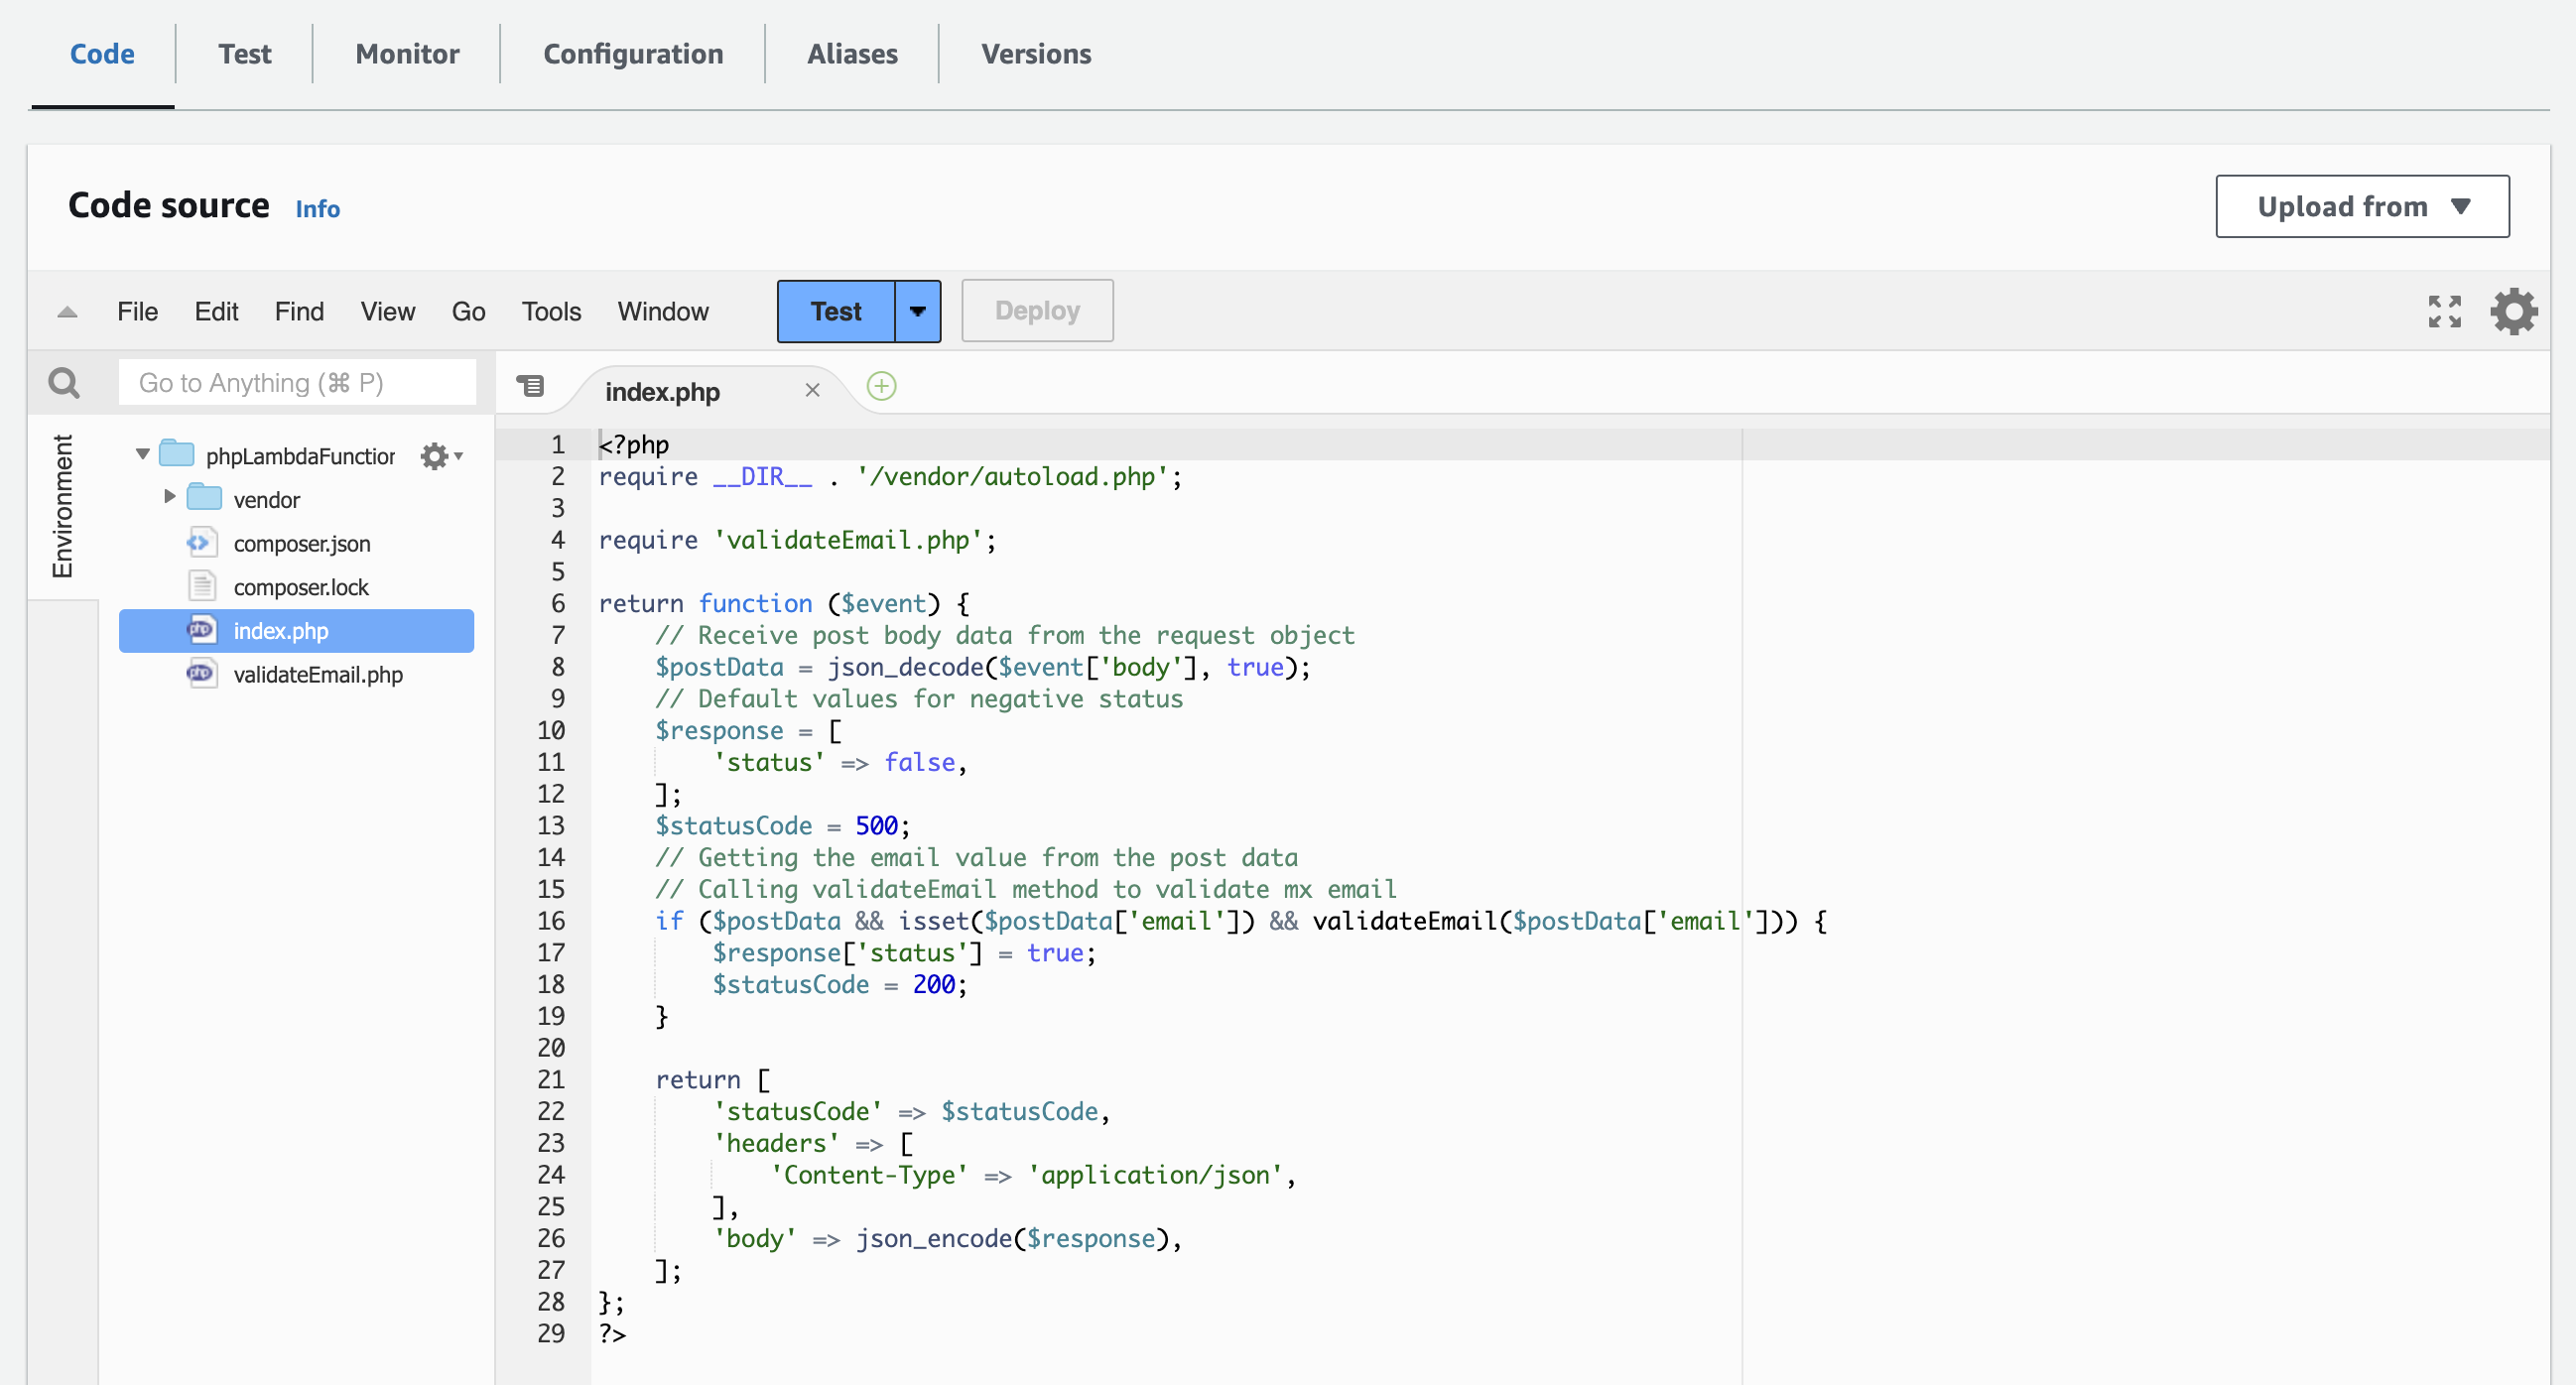 Code Test Monitor Configuration Aliases Versions
Code source Info Upload from
File Edit Find View Go Tools Window Test Deploy
Go to Anything (⌘ P)
index.php
Environment
phpLambdaFunction
vendor
composer.json
composer.lock
index.php
validateEmail.php
1 <?php
2 require __DIR__ . '/vendor/autoload.php';
3
4 require 'validateEmail.php';
5
6 return function ($event) {
7     // Receive post body data from the request object
8     $postData = json_decode($event['body'], true);
9     // Default values for negative status
10     $response = [
11         'status' => false,
12     ];
13     $statusCode = 500;
14     // Getting the email value from the post data
15     // Calling validateEmail method to validate mx email
16     if ($postData && isset($postData['email']) && validateEmail($postData['email'])) {
17         $response['status'] = true;
18         $statusCode = 200;
19     }
20
21     return [
22         'statusCode' => $statusCode,
23         'headers' => [
24             'Content-Type' => 'application/json',
25         ],
26         'body' => json_encode($response),
27     ];
28 };
29 ?>